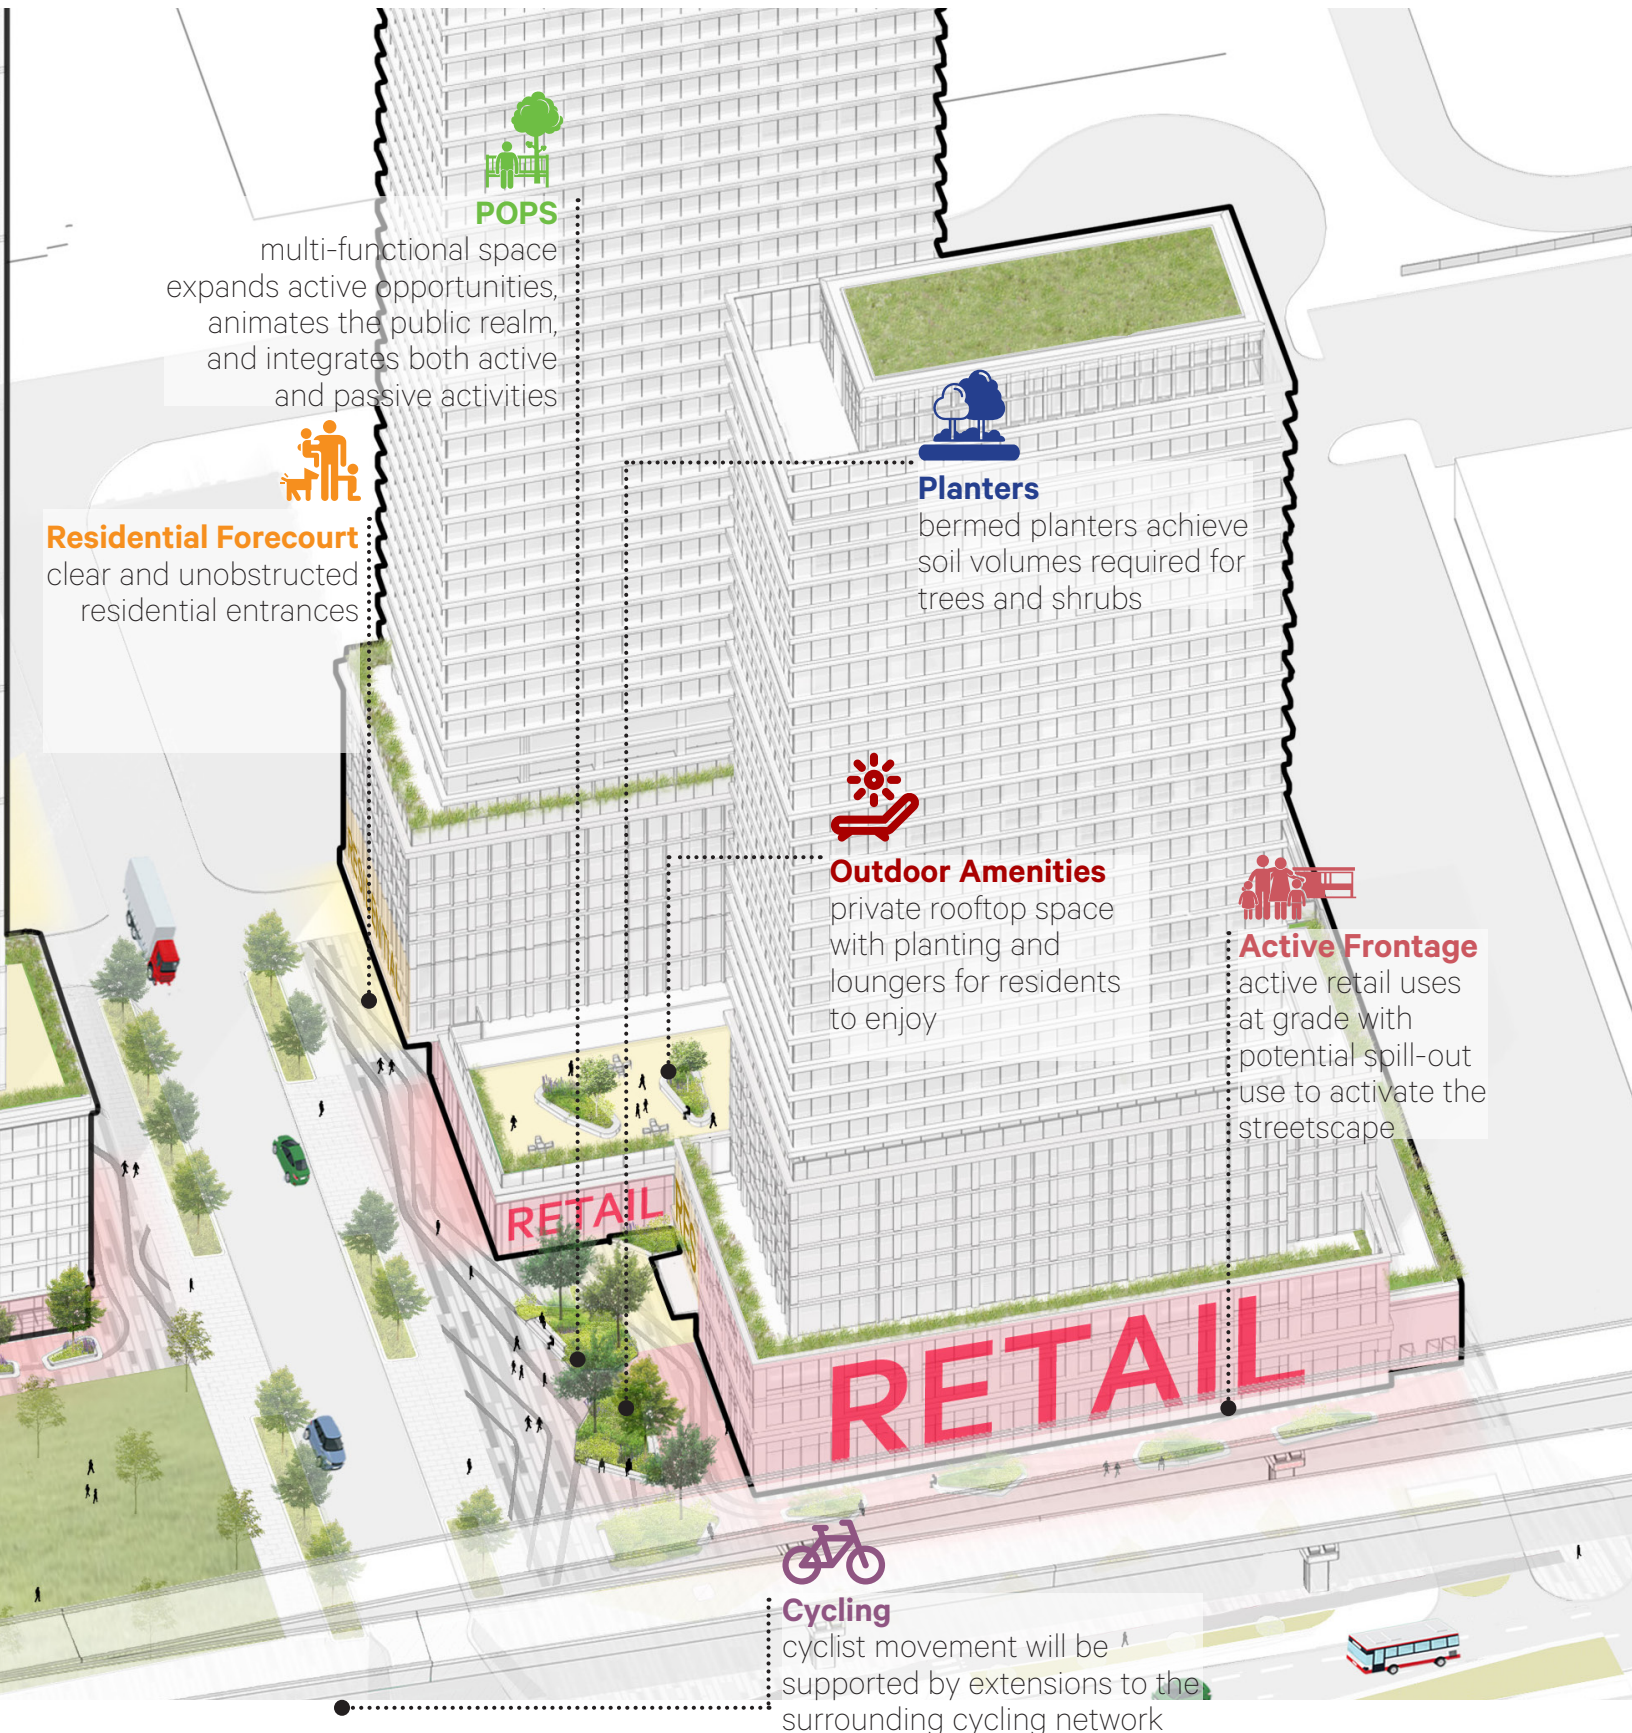 POPS
multi-functional space
expands active opportunities,
animates the public realm,
and integrates both active
and passive activities
Residential Forecourt
clear and unobstructed
residential entrances
Planters
bermed planters achieve
soil volumes required for
trees and shrubs
Outdoor Amenities
private rooftop space
with planting and
loungers for residents
to enjoy
Active Frontage
active retail uses
at grade with
potential spill-out
use to activate the
streetscape
RETAIL
RETAIL
Cycling
cyclist movement will be
supported by extensions to the
surrounding cycling network